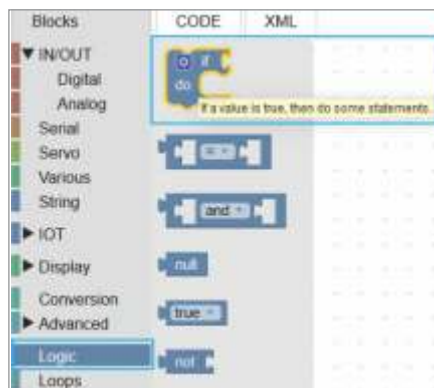 Blocks
CODE
XML
IN/OUT
Digital
Analog
Serial
Servo
Various
String
IOT
Display
Conversion
Advanced
Logic
Loops
if
do
If a value is true, then do some statements.
=
and
null
true
not